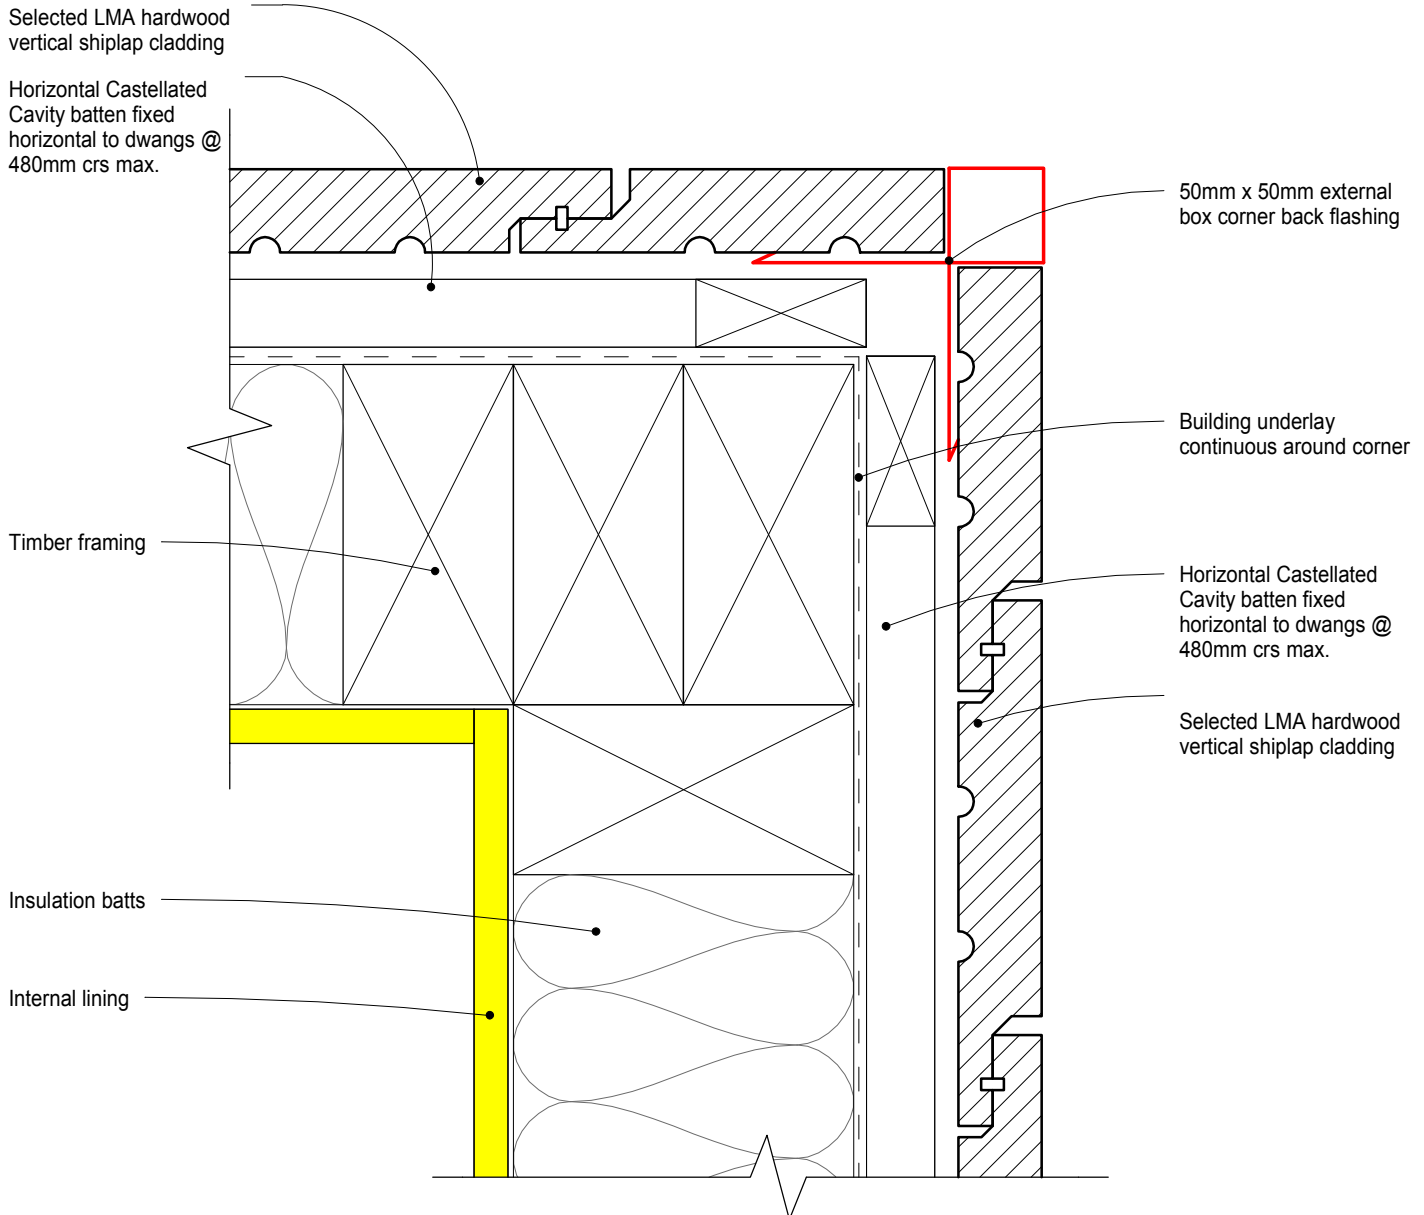 Selected LMA hardwood
vertical shiplap cladding
Horizontal Castellated
Cavity batten fixed
horizontal to dwangs @
480mm crs max.
50mm x 50mm external
box corner back flashing
Building underlay
continuous around corner
Timber framing
Horizontal Castellated
Cavity batten fixed
horizontal to dwangs @
480mm crs max.
Selected LMA hardwood
vertical shiplap cladding
Insulation batts
Internal lining